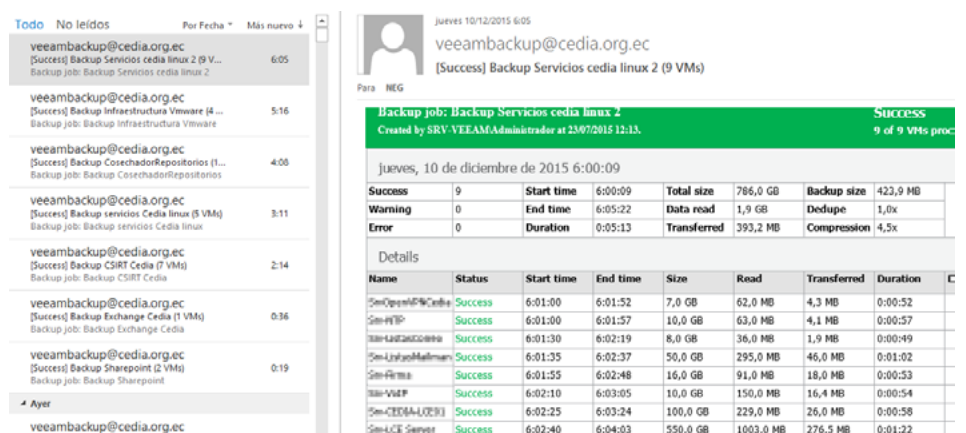 Todo No leídos Por Fecha Más nuevo ↓
veeambackup@cedia.org.ec
[Success] Backup Servicios cedia linux 2 (9 V... 6:05
Backup job: Backup Servicios cedia linux 2
veeambackup@cedia.org.ec
[Success] Backup Infraestructura Vmware (4 ... 5:16
Backup job: Backup Infraestructura Vmware
veeambackup@cedia.org.ec
[Success] Backup CosechadorRepositorios (1... 4:08
Backup job: Backup CosechadorRepositorios
veeambackup@cedia.org.ec
[Success] Backup servicios Cedia linux (5 VMs) 3:11
Backup job: Backup servicios Cedia linux
veeambackup@cedia.org.ec
[Success] Backup CSIRT Cedia (7 VMs) 2:14
Backup job: Backup CSIRT Cedia
veeambackup@cedia.org.ec
[Success] Backup Exchange Cedia (1 VMs) 0:36
Backup job: Backup Exchange Cedia
veeambackup@cedia.org.ec
[Success] Backup Sharepoint (2 VMs) 0:19
Backup job: Backup Sharepoint
Ayer
veeambackup@cedia.org.ec
jueves 10/12/2015 6:05
veeambackup@cedia.org.ec
[Success] Backup Servicios cedia linux 2 (9 VMs)
Para NEG
Backup job: Backup Servicios cedia linux 2 Success
Created by SRV-VEEAM\Administrador at 23/07/2015 12:13. 9 of 9 VMs proc
jueves, 10 de diciembre de 2015 6:00:09
Success 9 Start time 6:00:09 Total size 786,0 GB Backup size 423,9 MB
Warning 0 End time 6:05:22 Data read 1,9 GB Dedupe 1,0x
Error 0 Duration 0:05:13 Transferred 393,2 MB Compression 4,5x
Details
Name Status Start time End time Size Read Transferred Duration
Success 6:01:00 6:01:52 7,0 GB 62,0 MB 4,3 MB 0:00:52
Success 6:01:00 6:01:57 10,0 GB 63,0 MB 4,1 MB 0:00:57
Success 6:01:30 6:02:19 8,0 GB 36,0 MB 1,9 MB 0:00:49
Success 6:01:35 6:02:37 50,0 GB 295,0 MB 46,0 MB 0:01:02
Success 6:01:55 6:02:48 16,0 GB 91,0 MB 18,0 MB 0:00:53
Success 6:02:10 6:03:05 10,0 GB 150,0 MB 16,4 MB 0:00:54
Success 6:02:25 6:03:24 100,0 GB 229,0 MB 26,0 MB 0:00:58
Success 6:02:40 6:04:03 550,0 GB 1003,0 MB 276,5 MB 0:01:22